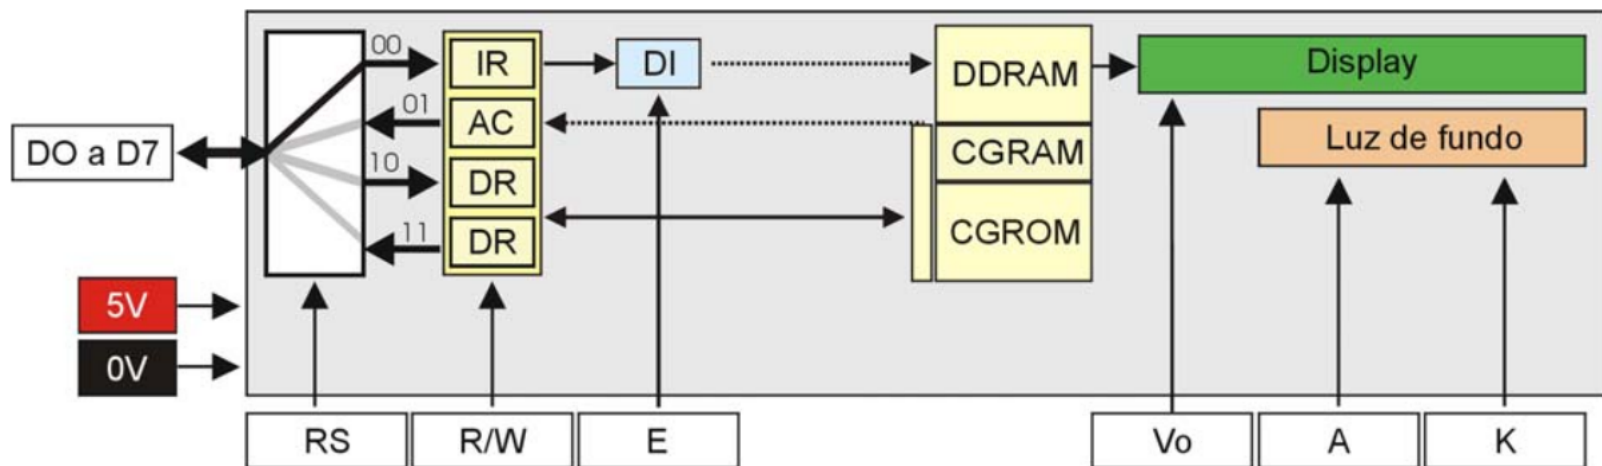 00
IR
DI
DDRAM
Display
01
AC
DO a D7
CGRAM
Luz de fundo
10
DR
11
DR
CGROM
5V
0V
RS
R/W
E
Vo
A
K